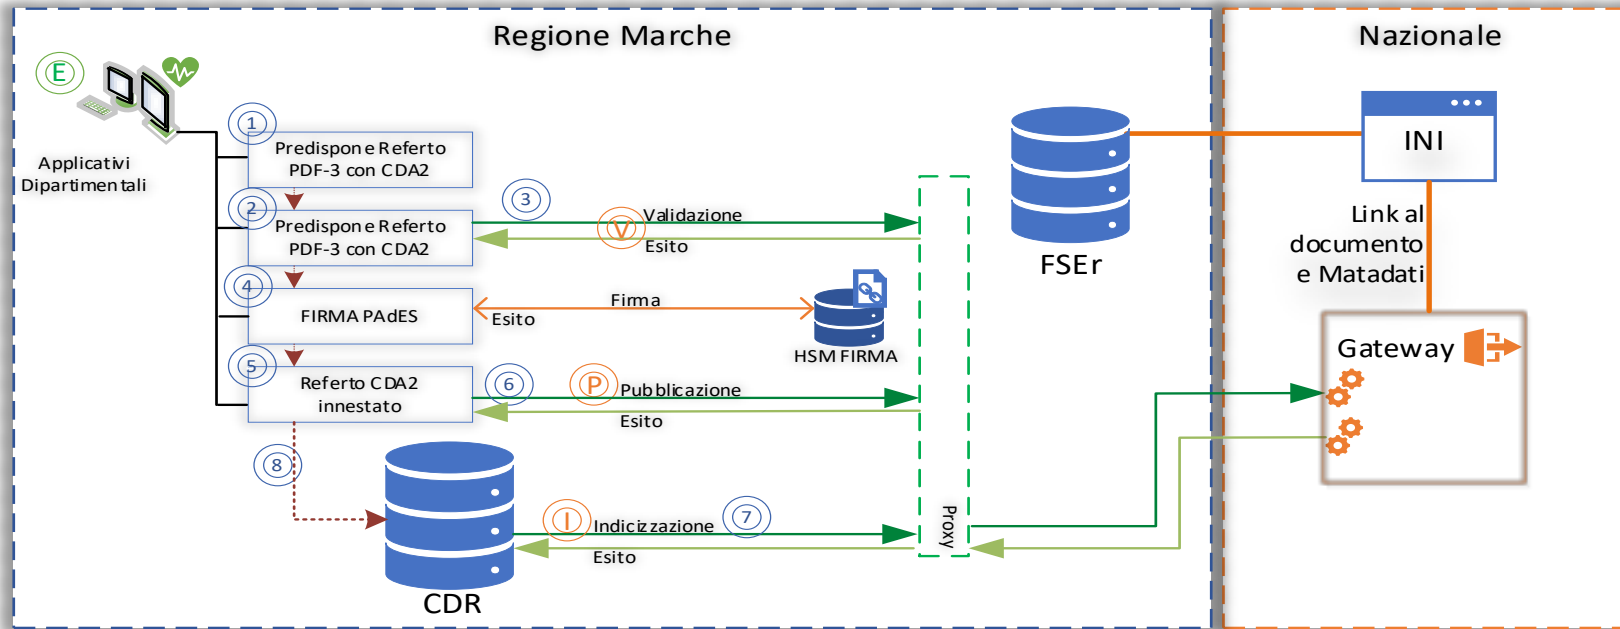 Regione Marche
Nazionale
E
Applicativi
Dipartimentali
1
Predispone Referto
PDF-3 con CDA2
2
Predispone Referto
PDF-3 con CDA2
3
V
Validazione
Esito
4
FIRMA PAdES
Firma
Esito
HSM FIRMA
5
Referto CDA2
innestato
6
P
Pubblicazione
Esito
8
CDR
I
Indicizzazione
7
Esito
Proxy
FSEr
INI
Link al
documento
e Matadati
Gateway